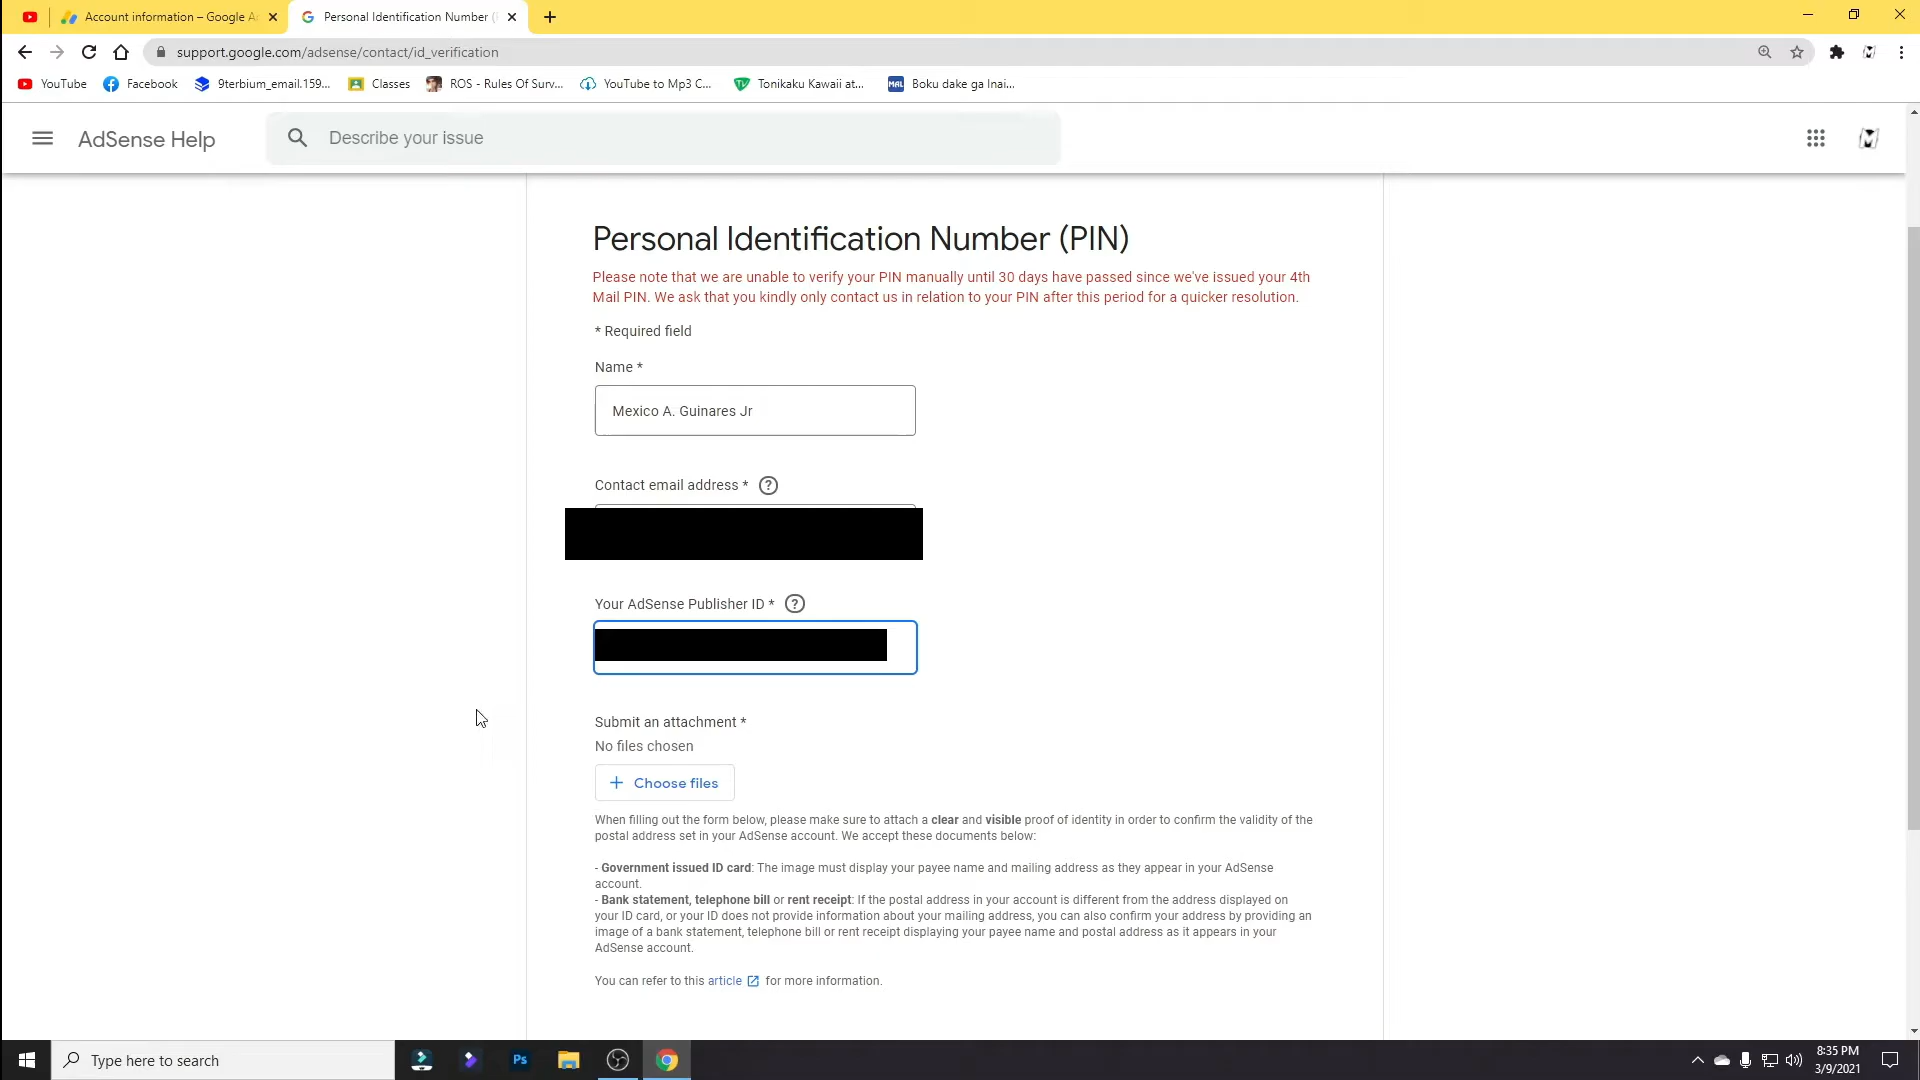 Account information – Google A
Personal Identification Number (
support.google.com/adsense/contact/id_verification
YouTube
Facebook
9terbium_email.159...
Classes
ROS - Rules Of Surv...
YouTube to Mp3 C...
Tonikaku Kawaii at...
MAL
Boku dake ga Inai...
AdSense Help
Describe your issue
Personal Identification Number (PIN)
Please note that we are unable to verify your PIN manually until 30 days have passed since we've issued your 4th
Mail PIN. We ask that you kindly only contact us in relation to your PIN after this period for a quicker resolution.
* Required field
Name *
Mexico A. Guinares Jr
Contact email address * ?
Your AdSense Publisher ID * ?
Submit an attachment *
No files chosen
+ Choose files
When filling out the form below, please make sure to attach a clear and visible proof of identity in order to confirm the validity of the
postal address set in your AdSense account. We accept these documents below:
- Government issued ID card: The image must display your payee name and mailing address as they appear in your AdSense
account.
- Bank statement, telephone bill or rent receipt: If the postal address in your account is different from the address displayed on
your ID card, or your ID does not provide information about your mailing address, you can also confirm your address by providing an
image of a bank statement, telephone bill or rent receipt displaying your payee name and postal address as it appears in your
AdSense account.
You can refer to this article for more information.
Type here to search
Ps
8:35 PM
3/9/2021